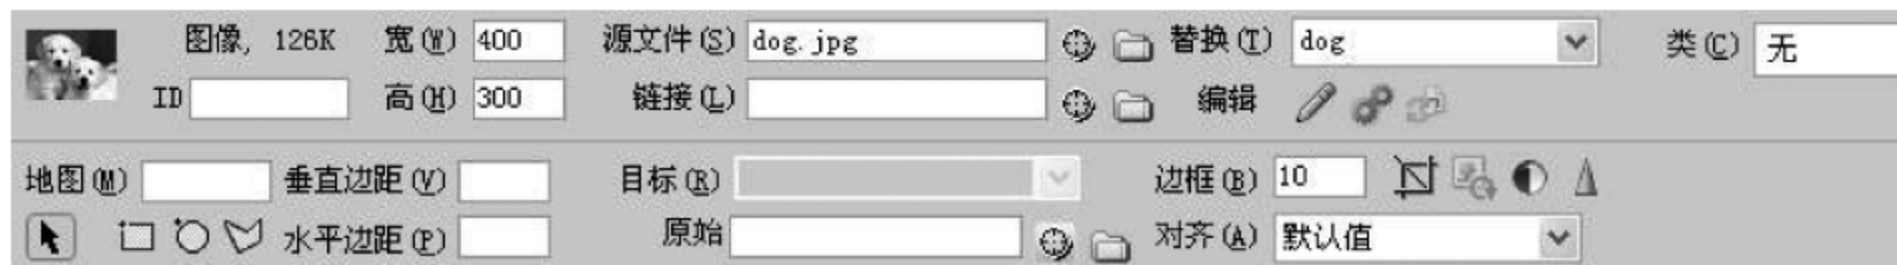 图像, 126K 宽(W) 400 源文件(S) dog.jpg 替换(T) dog 类(C) 无
ID 高(H) 300 链接(L) 编辑
地图(M) 垂直边距(V) 目标(R) 边框(B) 10
水平边距(P) 原始 对齐(A) 默认值